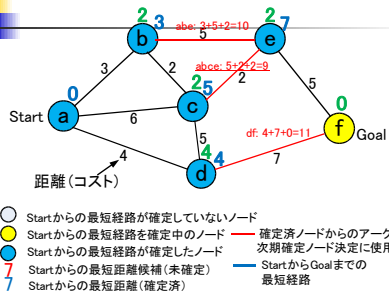 abe: 3+5+2=10
2 3
b
5
2 7
e
3
2
abce: 5+2+2=9
2
5
0
a
Start
6
2 5
c
0
f
Goal
5
df: 4+7+0=11
4
4 4
d
7
距離(コスト)
Startからの最短経路が確定していないノード
Startからの最短経路を確定中のノード
Startからの最短経路が確定したノード
7 Startからの最短距離候補(未確定)
7 Startからの最短距離(確定済)
確定済ノードからのアーク
次期確定ノード決定に使用
StartからGoalまでの
最短経路